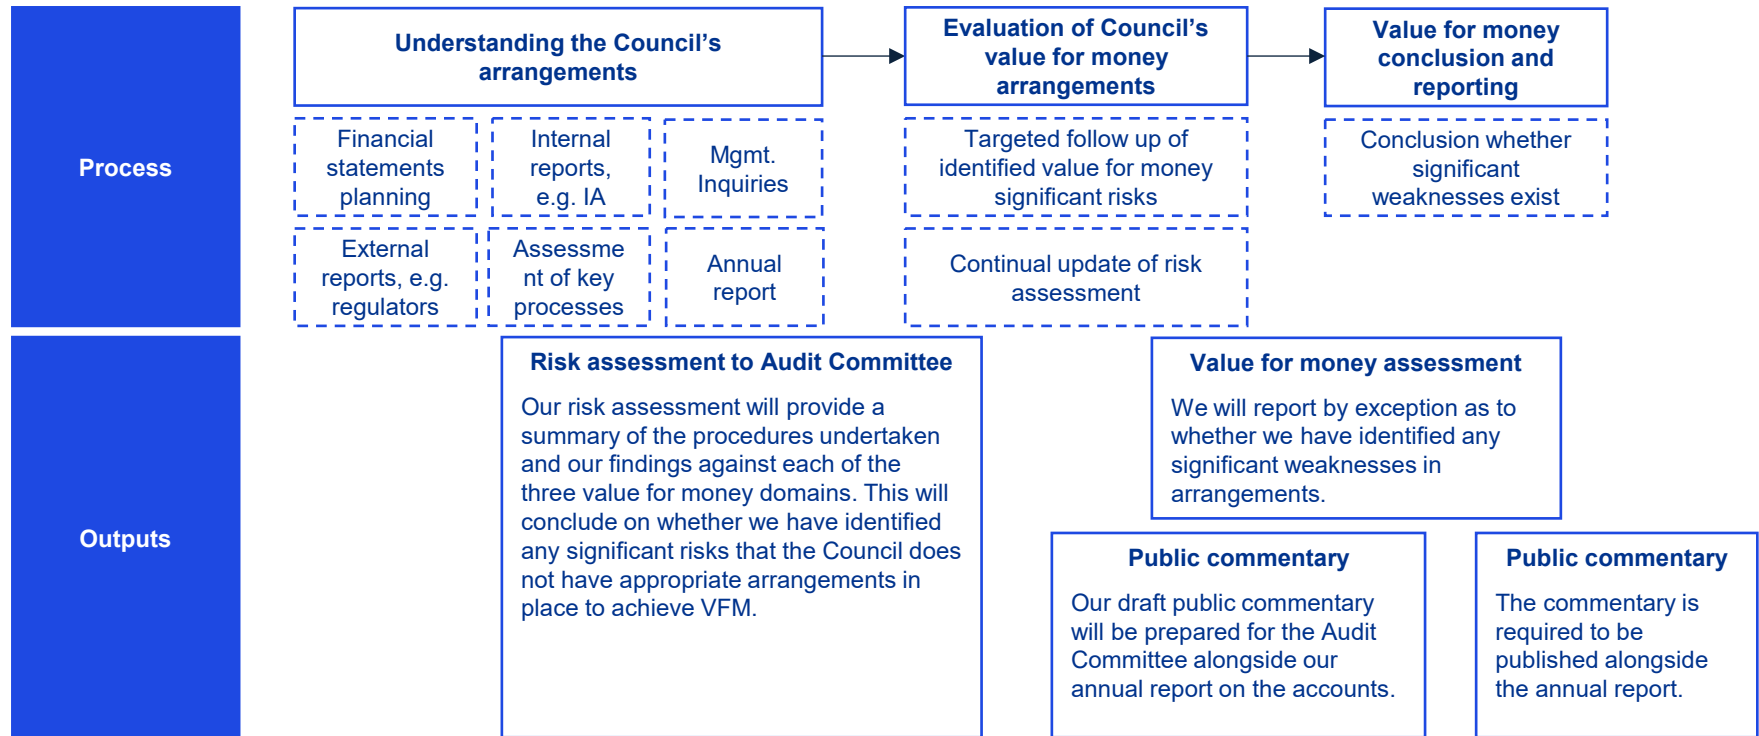 Process
Understanding the Council's
arrangements
Evaluation of Council's
value for money
arrangements
Value for money
conclusion and
reporting
Financial
statements
planning
Internal
reports,
e.g. IA
Mgmt.
Inquiries
Targeted follow up of
identified value for money
significant risks
Conclusion whether
significant
weaknesses exist
External
reports, e.g.
regulators
Assessme
nt of key
processes
Annual
report
Continual update of risk
assessment
Outputs
Risk assessment to Audit Committee
Our risk assessment will provide a
summary of the procedures undertaken
and our findings against each of the
three value for money domains. This will
conclude on whether we have identified
any significant risks that the Council does
not have appropriate arrangements in
place to achieve VFM.
Value for money assessment
We will report by exception as to
whether we have identified any
significant weaknesses in
arrangements.
Public commentary
Our draft public commentary
will be prepared for the Audit
Committee alongside our
annual report on the accounts.
Public commentary
The commentary is
required to be
published alongside
the annual report.